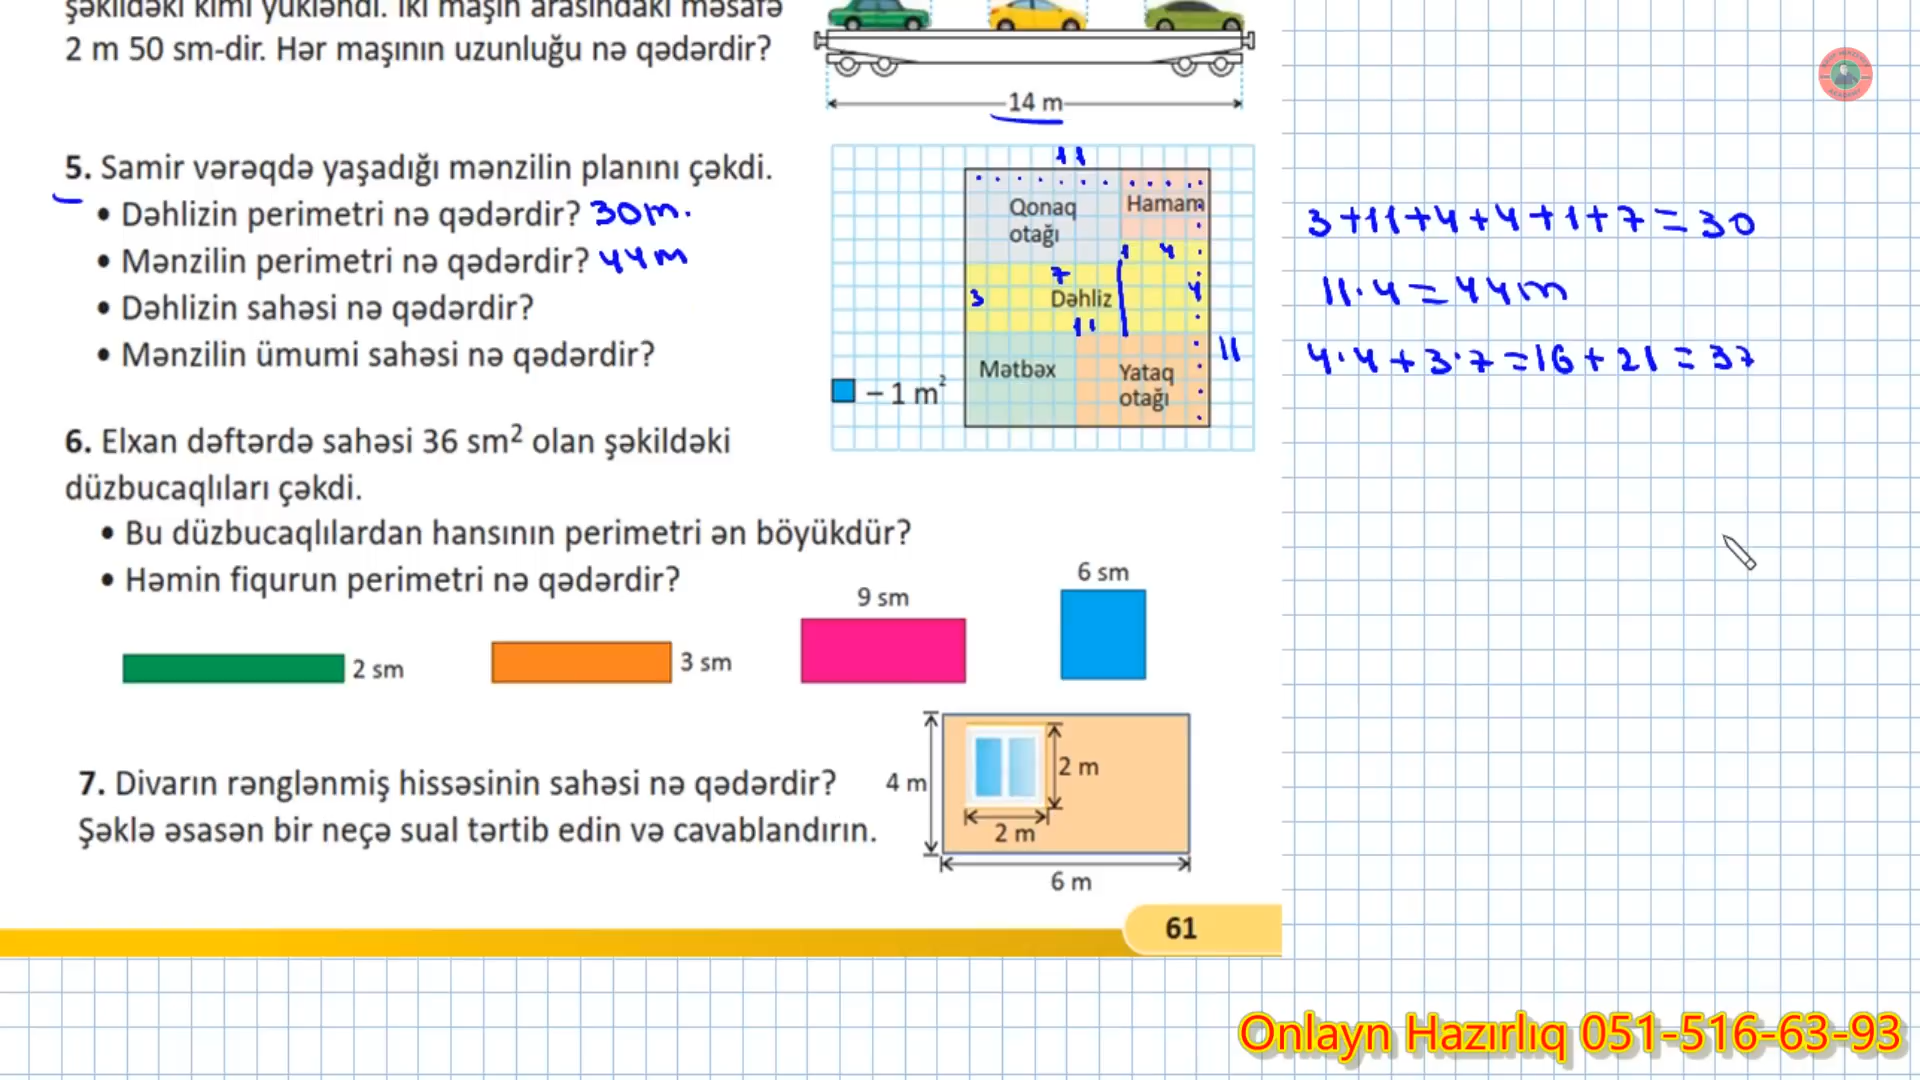 şəkildəki kimi yükləndi. İki maşın arasındakı məsafə
2 m 50 sm-dir. Hər maşının uzunluğu nə qədərdir?
14 m
5. Samir vərəqdə yaşadığı mənzilin planını çəkdi.
• Dəhlizin perimetri nə qədərdir? 30m.
• Mənzilin perimetri nə qədərdir? 44m
• Dəhlizin sahəsi nə qədərdir?
• Mənzilin ümumi sahəsi nə qədərdir?
11
Qonaq
otağı
Hamam
1 4
7
3 Dəhliz 4
11
11
Mətbəx
Yataq
otağı
– 1 m²
3+11+4+4+1+7=30
11·4=44m
4·4+3·7=16+21=37
6. Elxan dəftərdə sahəsi 36 sm² olan şəkildəki
düzbucaqlıları çəkdi.
• Bu düzbucaqlılardan hansının perimetri ən böyükdür?
• Həmin fiqurun perimetri nə qədərdir?
2 sm
3 sm
9 sm
6 sm
7. Divarın rənglənmiş hissəsinin sahəsi nə qədərdir?
Şəklə əsasən bir neçə sual tərtib edin və cavablandırın.
4 m
2 m
2 m
6 m
61
Onlayn Hazırlıq 051-516-63-93